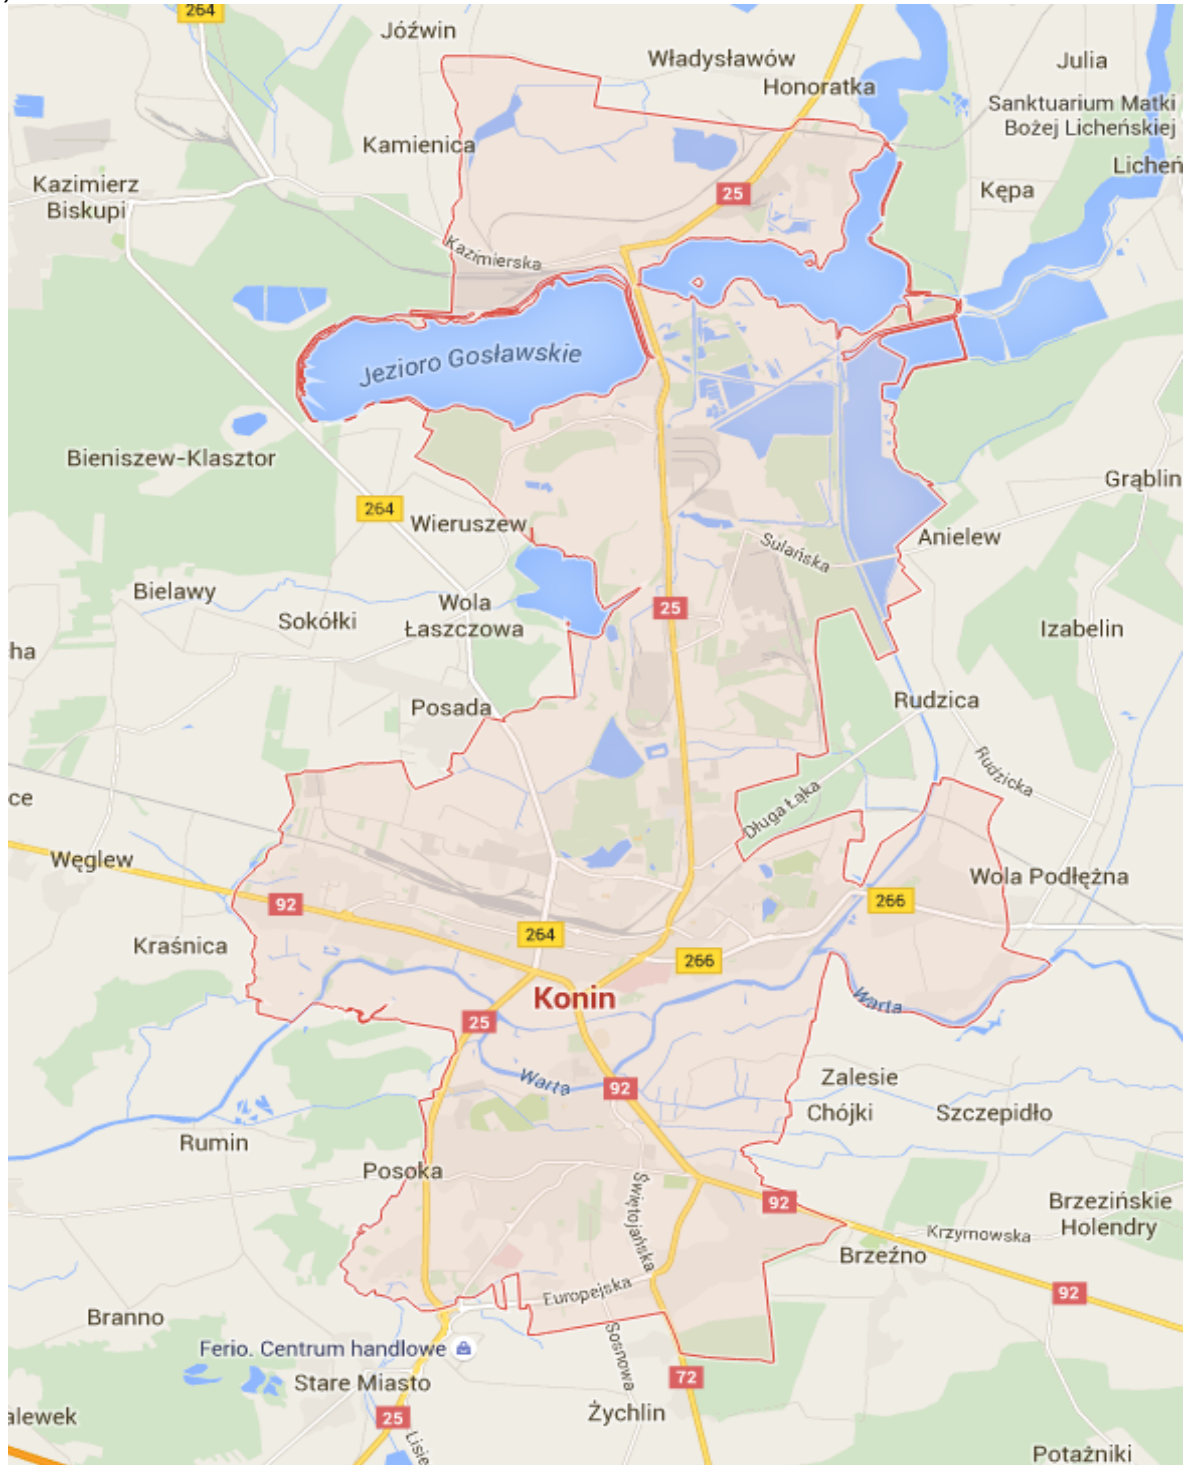 264
Jóźwin
Władysławów
Julia
Honoratka
Sanktuarium Matki
Bożej Licheńskiej
Kamienica
Licheń
Kazimierz
Biskupi
25
Kępa
Kazimierska
Jezioro Gosławskie
Bieniszew-Klasztor
Grąblin
264
Wieruszew
Anielew
Sulańska
Bielawy
Wola
Łaszczowa
25
Sokółki
Izabelin
ha
Rudzica
Posada
Rudzicka
ce
Długa Łąka
Węglew
Wola Podłężna
92
266
Kraśnica
264
266
Konin
Warta
25
Warta
92
Zalesie
Chójki
Szczepidło
Rumin
Posoka
Świętojańska
92
Brzezińskie
Holendry
Krzymowska
Brzeźno
Europejska
92
Branno
Ferio. Centrum handlowe
Sosnowa
Stare Miasto
72
alewek
25
Żychlin
Lisie
Potażniki